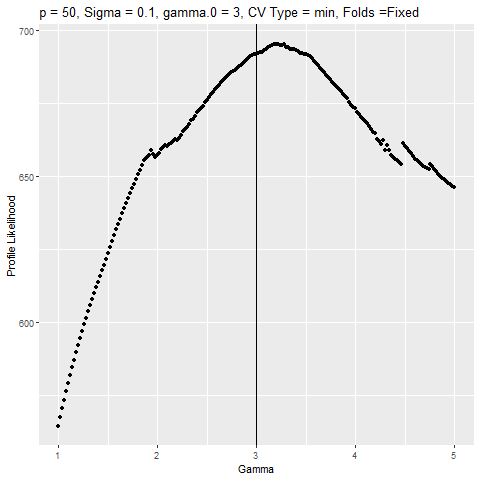 p = 50, Sigma = 0.1, gamma.0 = 3, CV Type = min, Folds =Fixed
700
650
600
Profile Likelihood
1 2 3 4 5
Gamma